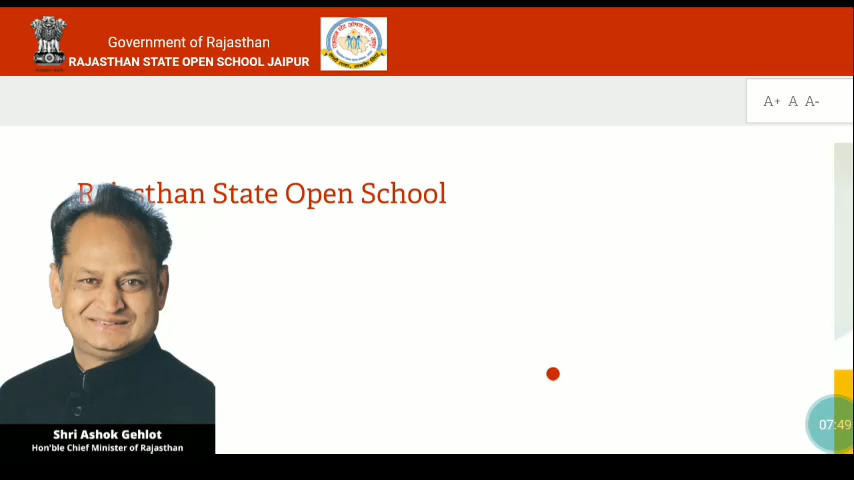 Government of Rajasthan
RAJASTHAN STATE OPEN SCHOOL JAIPUR
A+ A A-
Rajasthan State Open School
Shri Ashok Gehlot
Hon'ble Chief Minister of Rajasthan
07:49